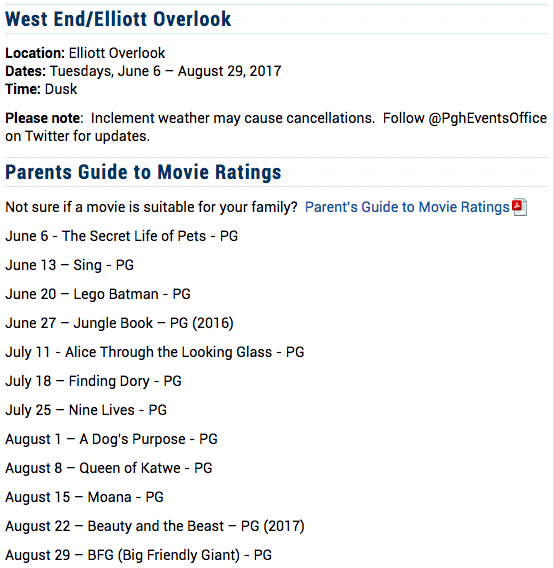 West End/Elliott Overlook
Location: Elliott Overlook
Dates: Tuesdays, June 6 – August 29, 2017
Time: Dusk
Please note:  Inclement weather may cause cancellations.  Follow @PghEventsOffice
on Twitter for updates.
Parents Guide to Movie Ratings
Not sure if a movie is suitable for your family?  Parent's Guide to Movie Ratings
June 6 - The Secret Life of Pets - PG
June 13 – Sing - PG
June 20 – Lego Batman - PG
June 27 – Jungle Book – PG (2016)
July 11 - Alice Through the Looking Glass - PG
July 18 – Finding Dory - PG
July 25 – Nine Lives - PG
August 1 – A Dog's Purpose - PG
August 8 – Queen of Katwe - PG
August 15 – Moana - PG
August 22 – Beauty and the Beast – PG (2017)
August 29 – BFG (Big Friendly Giant) - PG